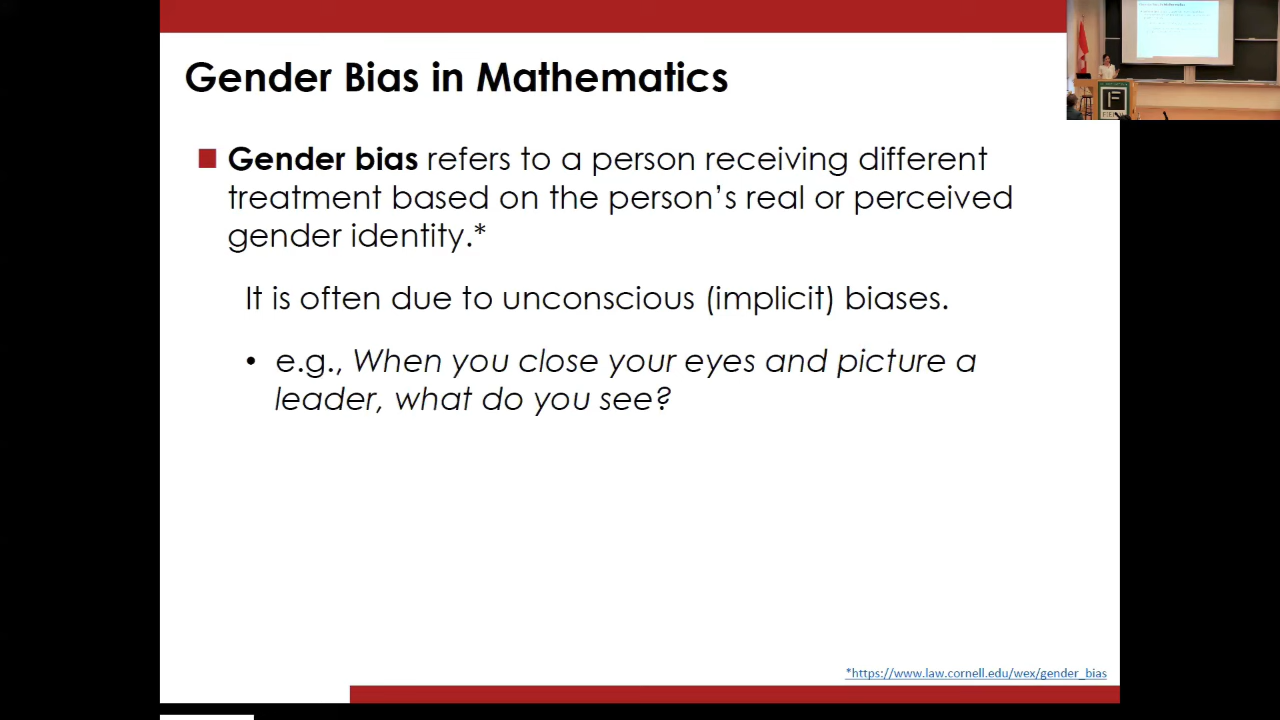 Gender Bias in Mathematics
■ Gender bias refers to a person receiving different
treatment based on the person’s real or perceived
gender identity.*
It is often due to unconscious (implicit) biases.
• e.g., When you close your eyes and picture a
leader, what do you see?
*https://www.law.cornell.edu/wex/gender_bias